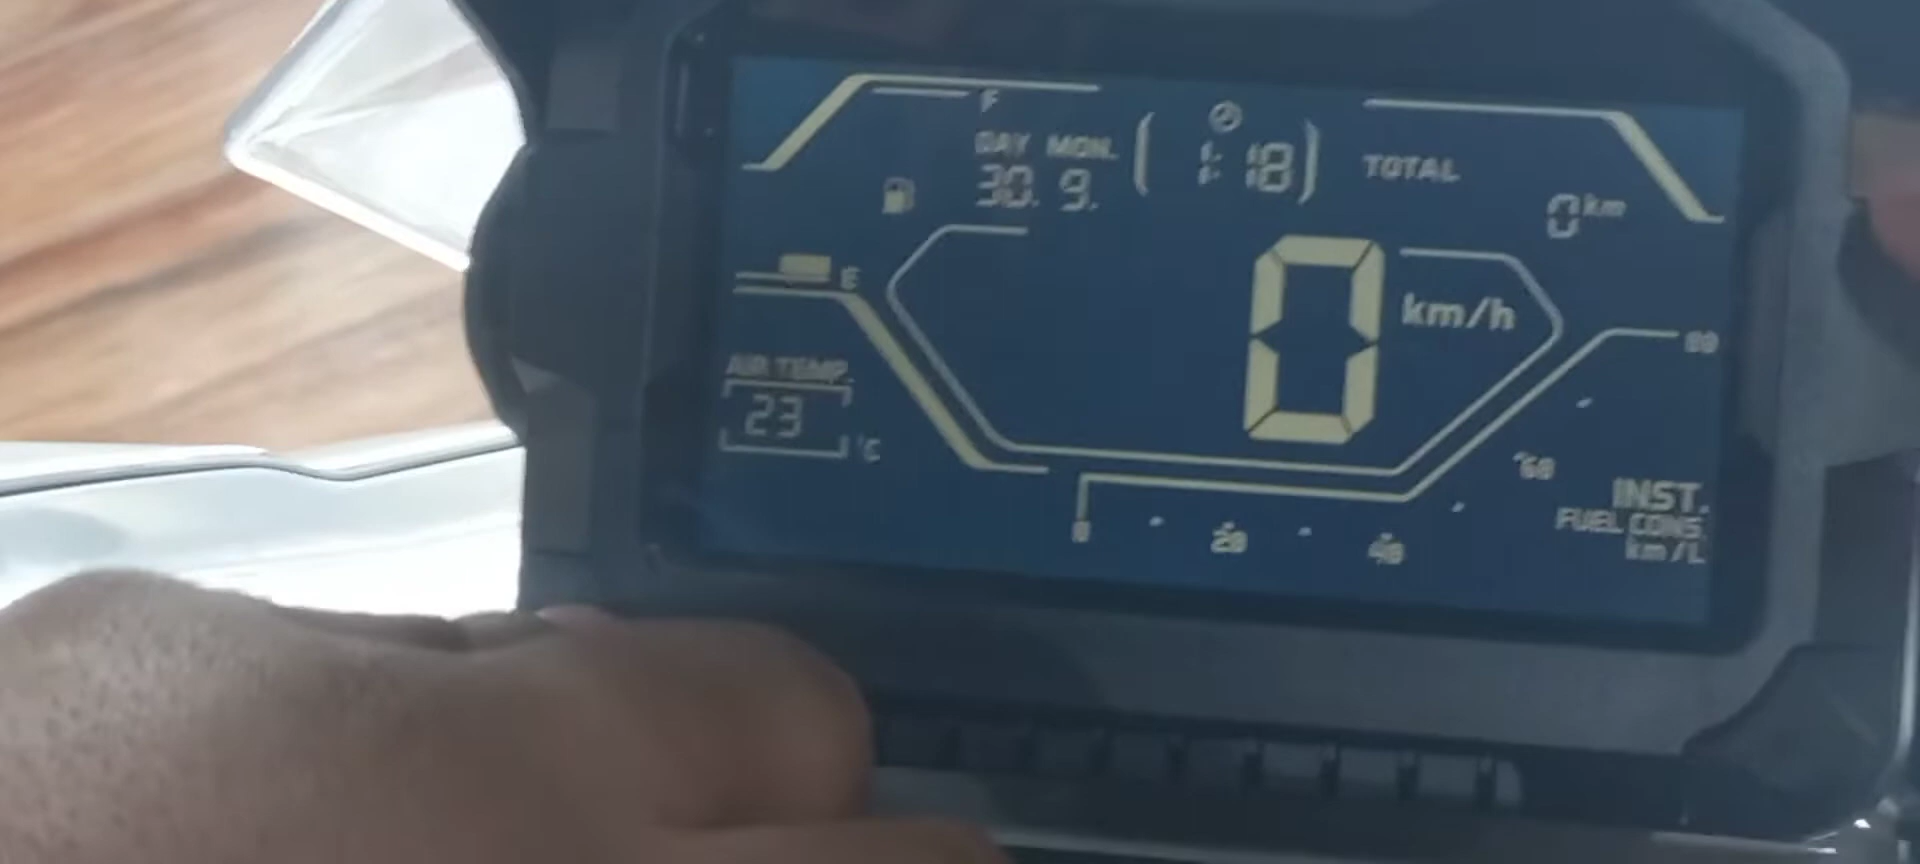 F
DAY MON. TOTAL
30. 9. 1:18
0 km
E
0 km/h
80
AIR TEMP.
23
°C
60
INST.
FUEL CONS.
km/L
0 20 40